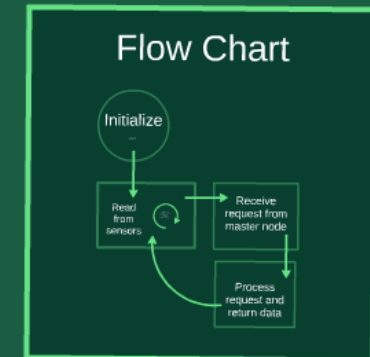 Flow Chart
Initialize
Read
from
sensors
Receive
request from
master node
Process
request and
return data